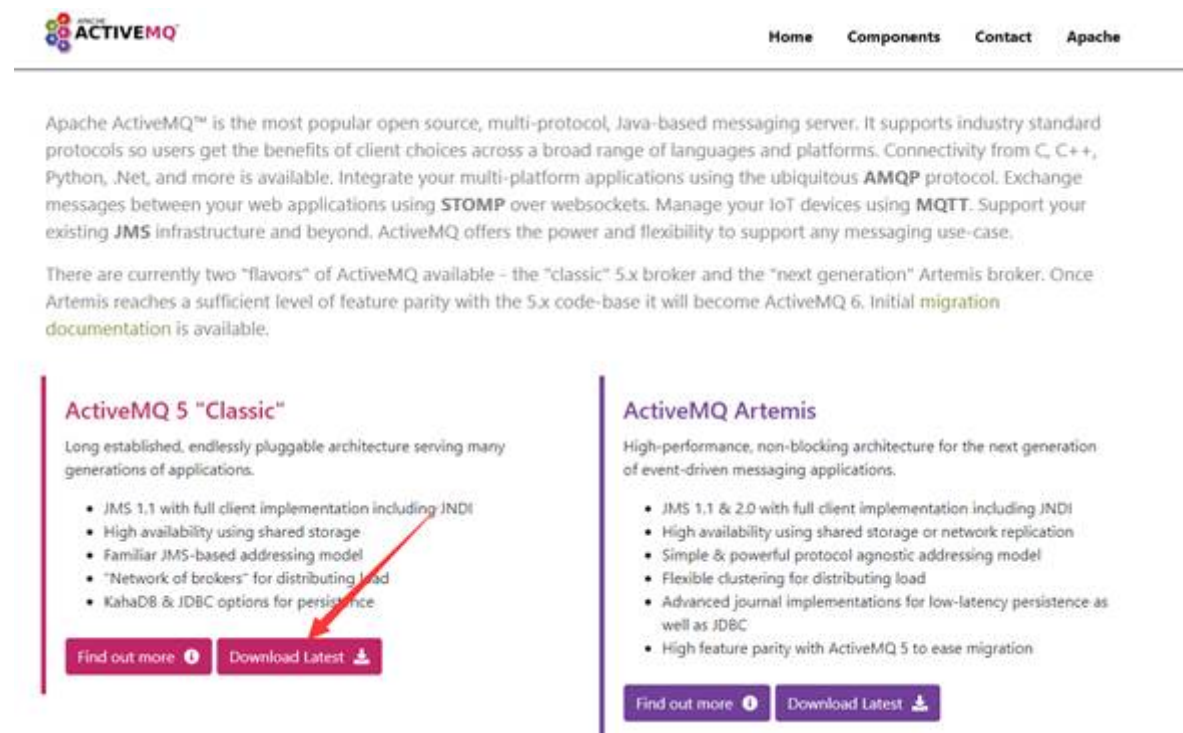 APACHE
ACTIVEMQ™
Home Components Contact Apache
Apache ActiveMQ™ is the most popular open source, multi-protocol, Java-based messaging server. It supports industry standard
protocols so users get the benefits of client choices across a broad range of languages and platforms. Connectivity from C, C++,
Python, .Net, and more is available. Integrate your multi-platform applications using the ubiquitous AMQP protocol. Exchange
messages between your web applications using STOMP over websockets. Manage your IoT devices using MQTT. Support your
existing JMS infrastructure and beyond. ActiveMQ offers the power and flexibility to support any messaging use-case.
There are currently two "flavors" of ActiveMQ available - the "classic" 5.x broker and the "next generation" Artemis broker. Once
Artemis reaches a sufficient level of feature parity with the 5.x code-base it will become ActiveMQ 6. Initial migration
documentation is available.
ActiveMQ 5 "Classic"
Long established, endlessly pluggable architecture serving many
generations of applications.
• JMS 1.1 with full client implementation including JNDI
• High availability using shared storage
• Familiar JMS-based addressing model
• "Network of brokers" for distributing load
• KahaDB & JDBC options for persistence
Find out more Download Latest
ActiveMQ Artemis
High-performance, non-blocking architecture for the next generation
of event-driven messaging applications.
• JMS 1.1 & 2.0 with full client implementation including JNDI
• High availability using shared storage or network replication
• Simple & powerful protocol agnostic addressing model
• Flexible clustering for distributing load
• Advanced journal implementations for low-latency persistence as
well as JDBC
• High feature parity with ActiveMQ 5 to ease migration
Find out more Download Latest